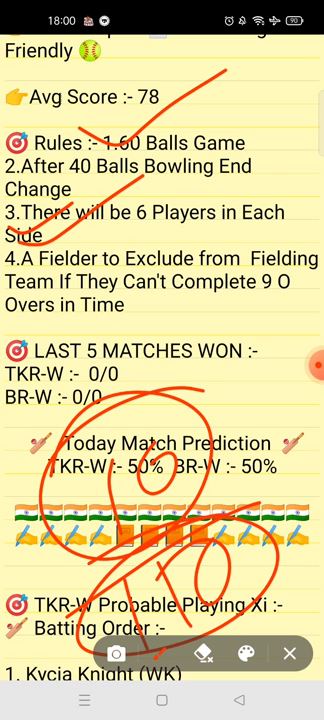 18:00
90
Friendly
👉Avg Score :- 78
🎯 Rules :- 1.60 Balls Game
2.After 40 Balls Bowling End
Change
3.There will be 6 Players in Each
Side
4.A Fielder to Exclude from Fielding
Team If They Can't Complete 9 O
Overs in Time
🎯 LAST 5 MATCHES WON :-
TKR-W :- 0/0
BR-W :- 0/0
🏏 Today Match Prediction 🏏
TKR-W :- 50% BR-W :- 50%
🎯 TKR-W Probable Playing Xi :-
🏏 Batting Order :-
1. Kycia Knight (WK)